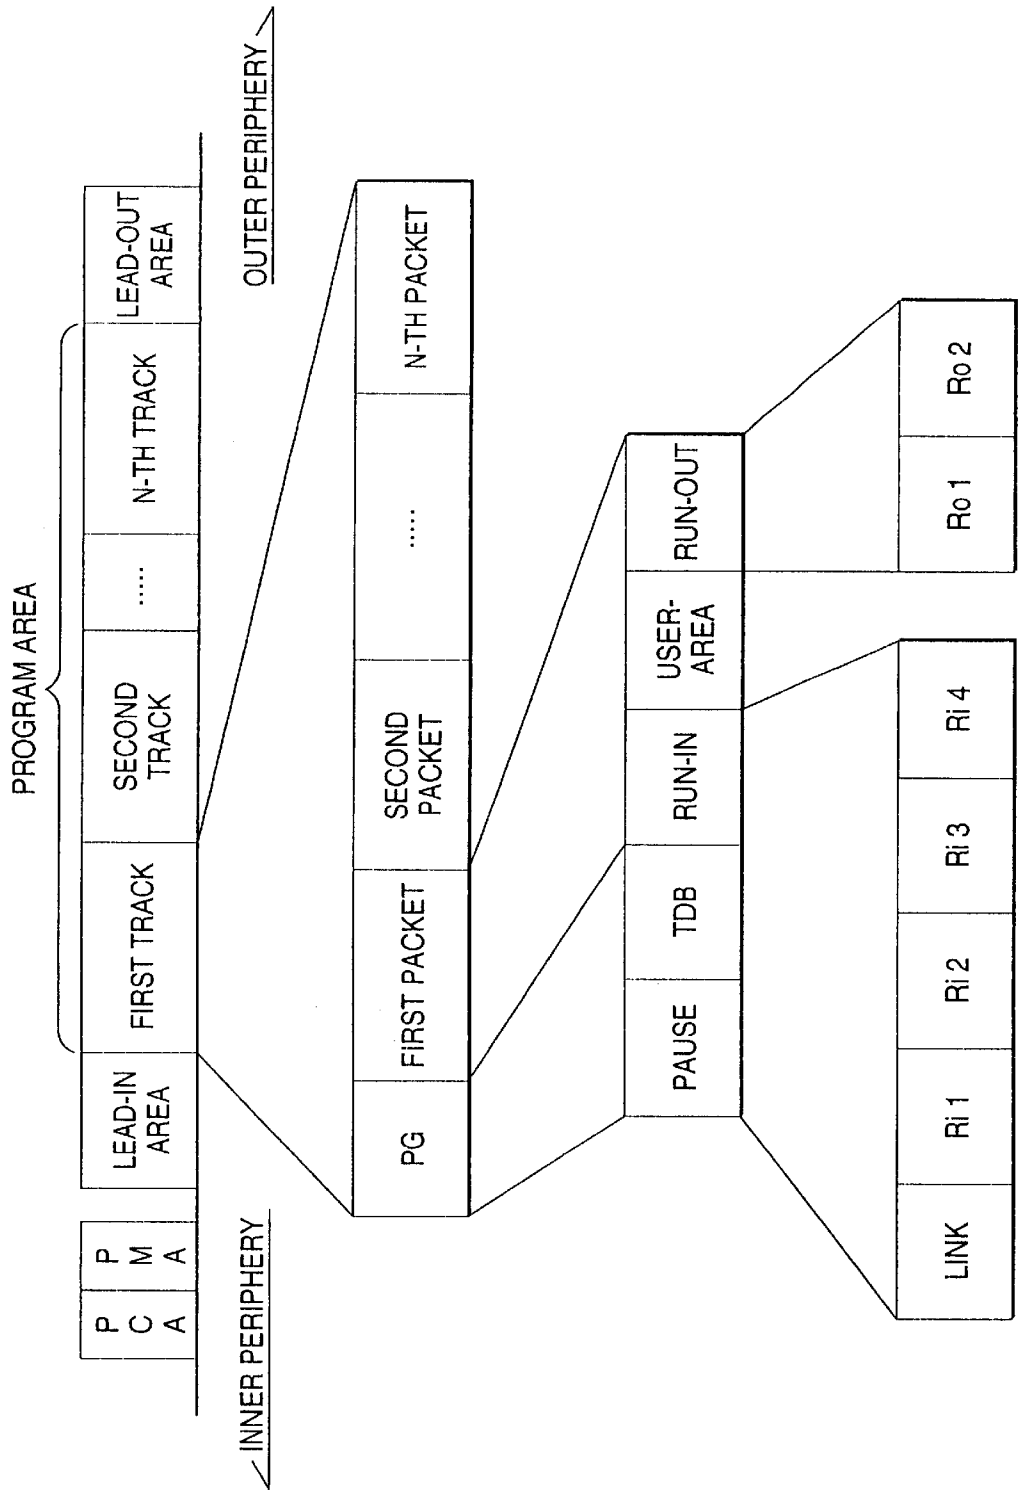 PROGRAM AREA
P
C
A
P
M
A
LEAD-IN
AREA
FIRST TRACK
SECOND
TRACK
.....
N-TH TRACK
LEAD-OUT
AREA
INNER PERIPHERY
OUTER PERIPHERY
PG
FIRST PACKET
SECOND
PACKET
.....
N-TH PACKET
PAUSE
TDB
RUN-IN
USER-
AREA
RUN-OUT
LINK
Ri 1
Ri 2
Ri 3
Ri 4
Ro 1
Ro 2